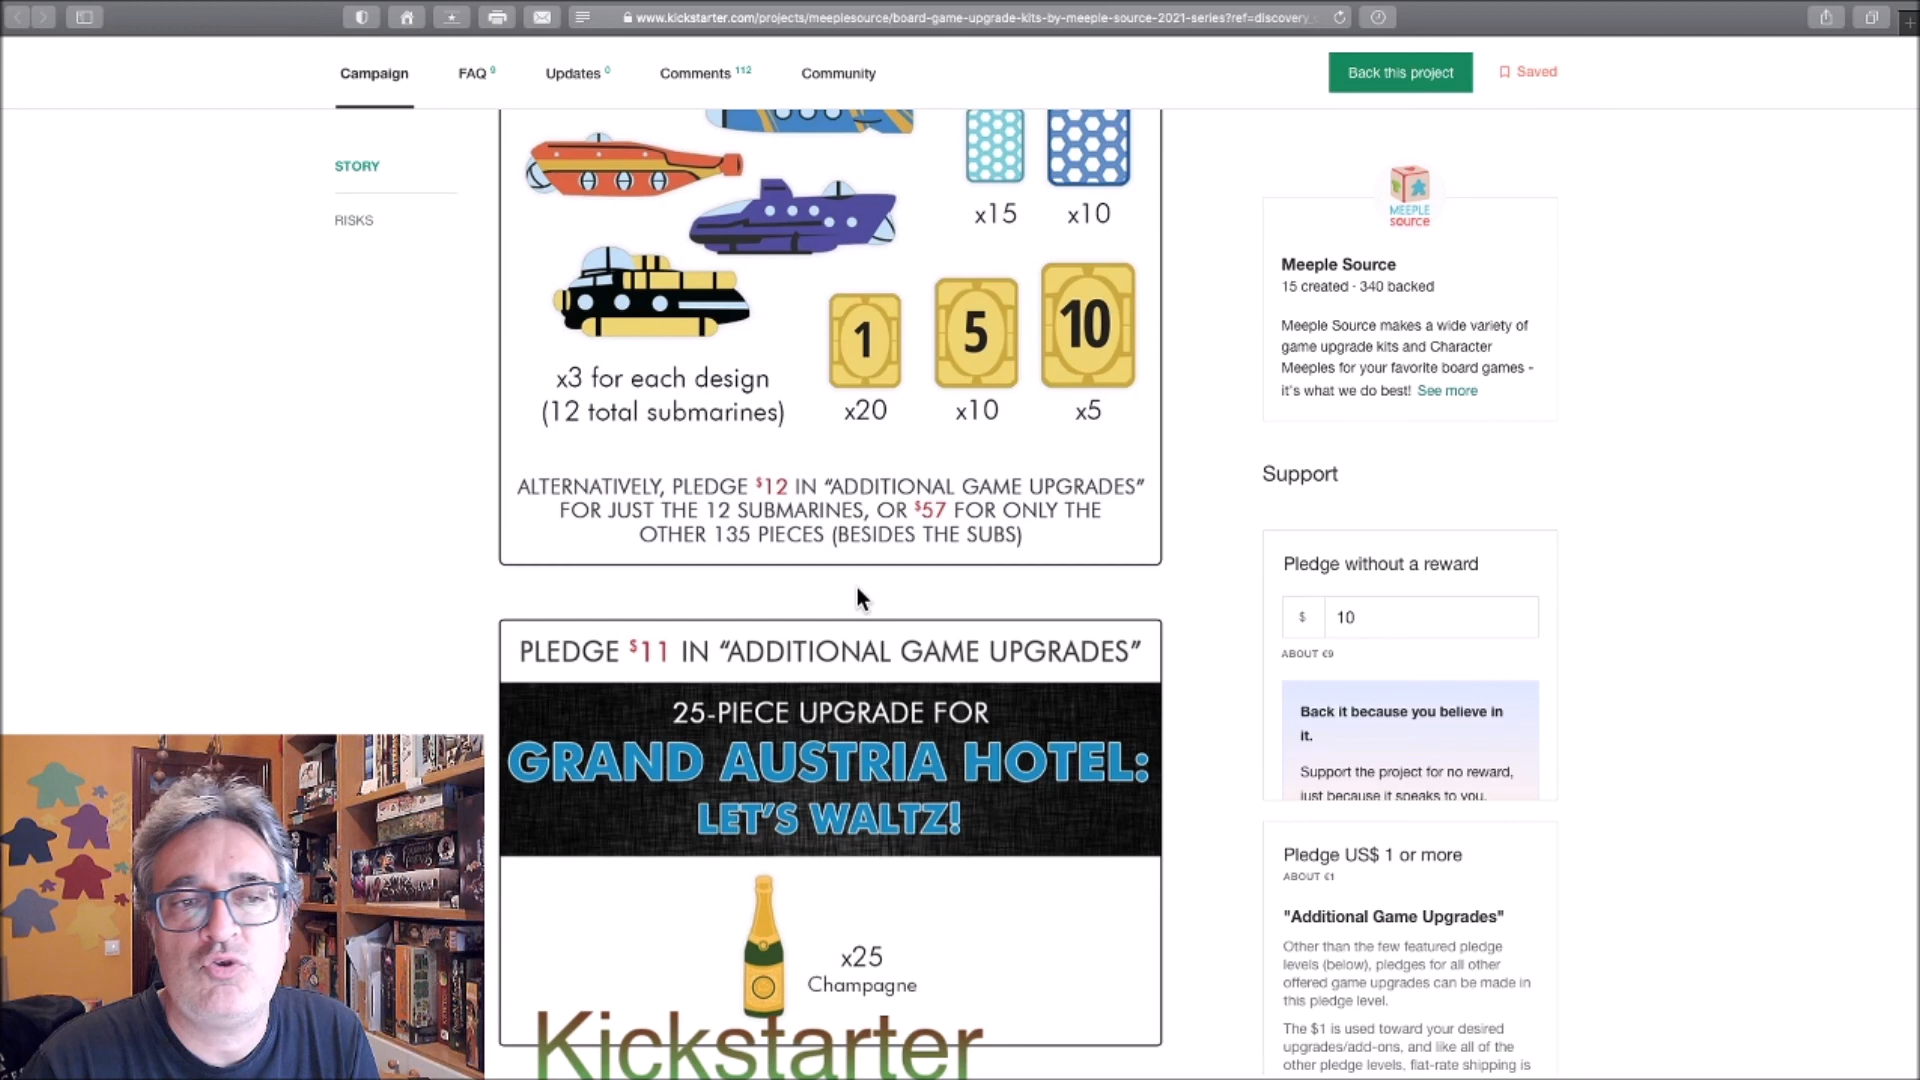 www.kickstarter.com/projects/meeplesource/board-game-upgrade-kits-by-meeple-source-2021-series?ref=discovery_
Campaign
FAQ 9
Updates 0
Comments 112
Community
Back this project
Saved
STORY
RISKS
x15
x10
1
5
10
x3 for each design
(12 total submarines)
x20
x10
x5
ALTERNATIVELY, PLEDGE $12 IN “ADDITIONAL GAME UPGRADES”
FOR JUST THE 12 SUBMARINES, OR $57 FOR ONLY THE
OTHER 135 PIECES (BESIDES THE SUBS)
PLEDGE $11 IN “ADDITIONAL GAME UPGRADES”
25-PIECE UPGRADE FOR
GRAND AUSTRIA HOTEL:
LET'S WALTZ!
x25
Champagne
Kickstarter
MEEPLE
source
Meeple Source
15 created · 340 backed
Meeple Source makes a wide variety of
game upgrade kits and Character
Meeples for your favorite board games -
it's what we do best! See more
Support
Pledge without a reward
$ 10
ABOUT €9
Back it because you believe in
it.
Support the project for no reward,
just because it speaks to you.
Pledge US$ 1 or more
ABOUT €1
"Additional Game Upgrades"
Other than the few featured pledge
levels (below), pledges for all other
offered game upgrades can be made in
this pledge level.
The $1 is used toward your desired
upgrades/add-ons, and like all of the
other pledge levels, flat-rate shipping is